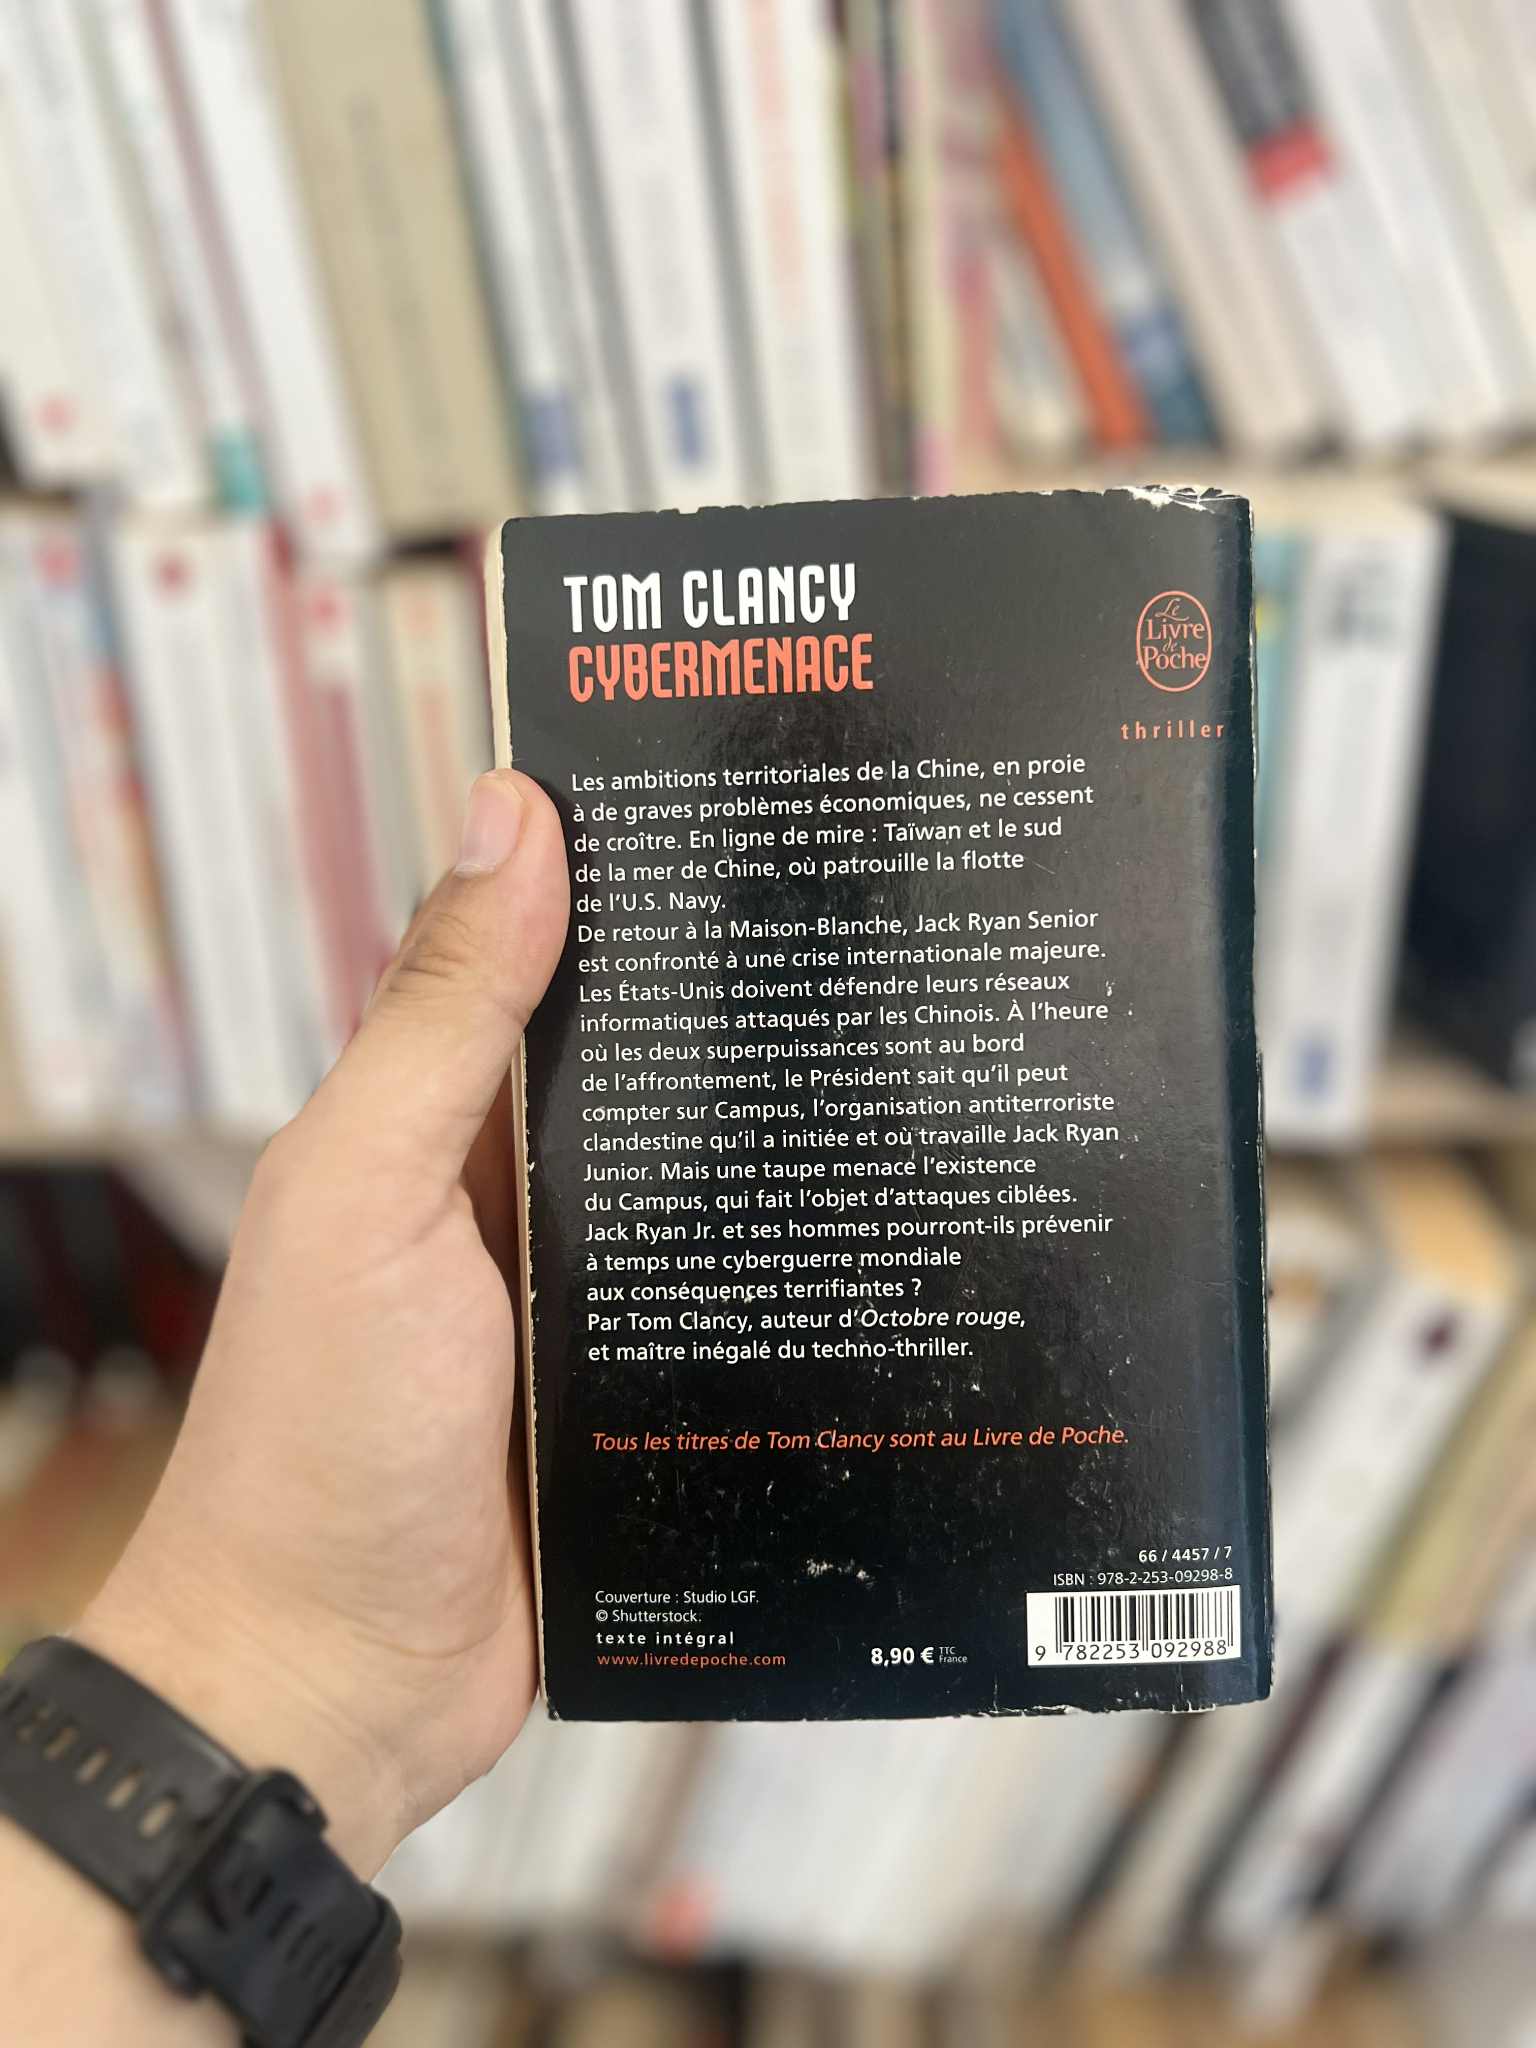 TOM CLANCY
CYBERMENACE
Le
Livre
de
Poche
thriller
Les ambitions territoriales de la Chine, en proie
à de graves problèmes économiques, ne cessent
de croître. En ligne de mire : Taïwan et le sud
de la mer de Chine, où patrouille la flotte
de l'U.S. Navy.
De retour à la Maison-Blanche, Jack Ryan Senior
est confronté à une crise internationale majeure.
Les États-Unis doivent défendre leurs réseaux
informatiques attaqués par les Chinois. À l'heure
où les deux superpuissances sont au bord
de l'affrontement, le Président sait qu'il peut
compter sur Campus, l'organisation antiterroriste
clandestine qu'il a initiée et où travaille Jack Ryan
Junior. Mais une taupe menace l'existence
du Campus, qui fait l'objet d'attaques ciblées.
Jack Ryan Jr. et ses hommes pourront-ils prévenir
à temps une cyberguerre mondiale
aux conséquences terrifiantes ?
Par Tom Clancy, auteur d'Octobre rouge,
et maître inégalé du techno-thriller.
Tous les titres de Tom Clancy sont au Livre de Poche.
66 / 4457 / 7
ISBN : 978-2-253-09298-8
Couverture : Studio LGF.
© Shutterstock.
texte intégral
www.livredepoche.com
8,90 € TTC
France
9 782253 092988